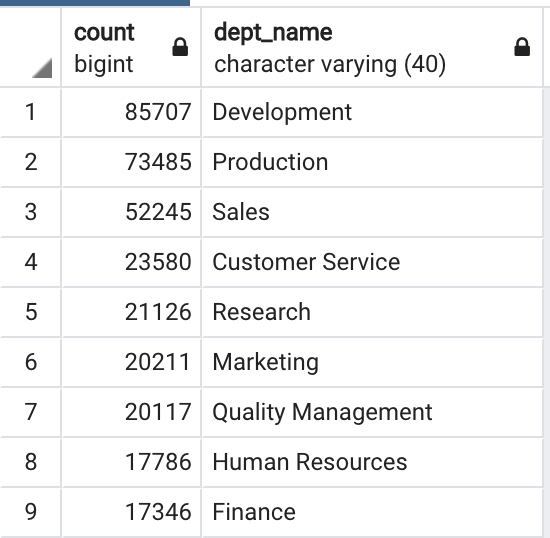 count dept_name
bigint character varying (40)
1 85707 Development
2 73485 Production
3 52245 Sales
4 23580 Customer Service
5 21126 Research
6 20211 Marketing
7 20117 Quality Management
8 17786 Human Resources
9 17346 Finance